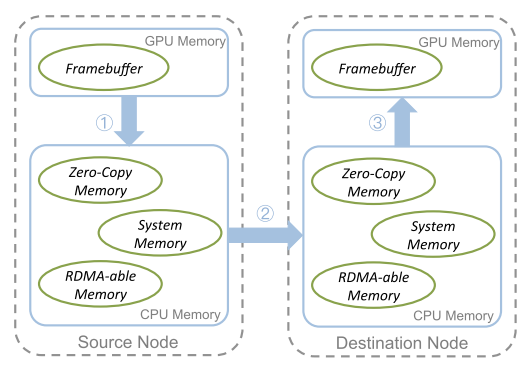 GPU Memory
Framebuffer
①
Zero-Copy
Memory
System
Memory
RDMA-able
Memory
CPU Memory
Source Node
②
GPU Memory
Framebuffer
③
Zero-Copy
Memory
System
Memory
RDMA-able
Memory
CPU Memory
Destination Node